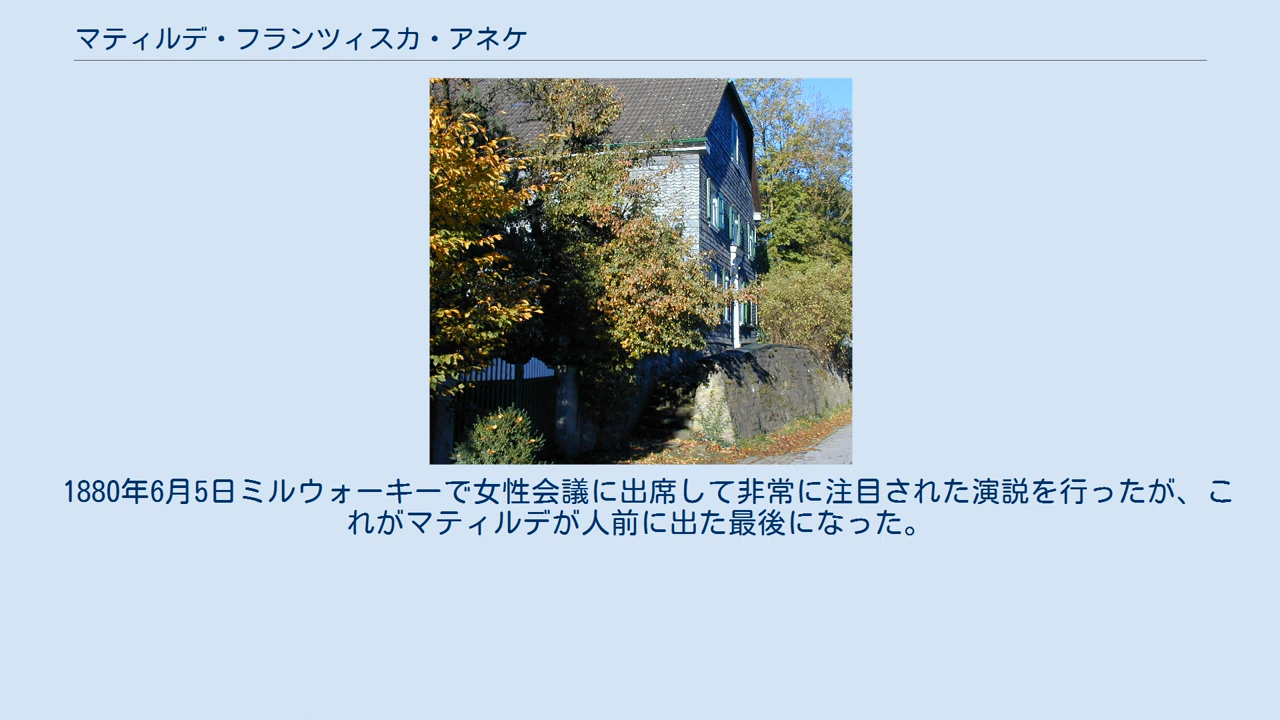 マティルデ・フランツィスカ・アネケ
1880年6月5日ミルウォーキーで女性会議に出席して非常に注目された演説を行ったが、こ
れがマティルデが人前に出た最後になった。